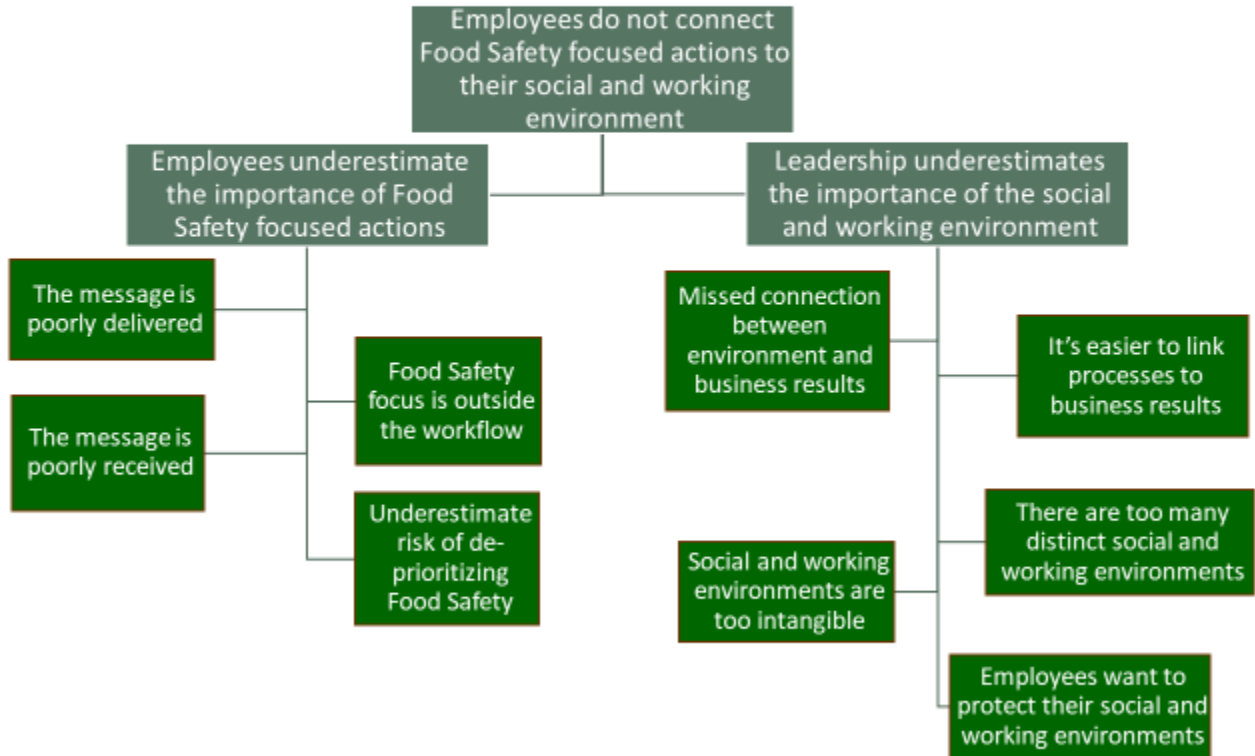 Employees do not connect
Food Safety focused actions to
their social and working
environment
Employees underestimate
the importance of Food
Safety focused actions
Leadership underestimates
the importance of the social
and working environment
The message is
poorly delivered
Food Safety
focus is outside
the workflow
The message is
poorly received
Underestimate
risk of de-
prioritizing
Food Safety
Missed connection
between
environment and
business results
It’s easier to link
processes to
business results
There are too many
distinct social and
working environments
Social and working
environments are
too intangible
Employees want to
protect their social and
working environments